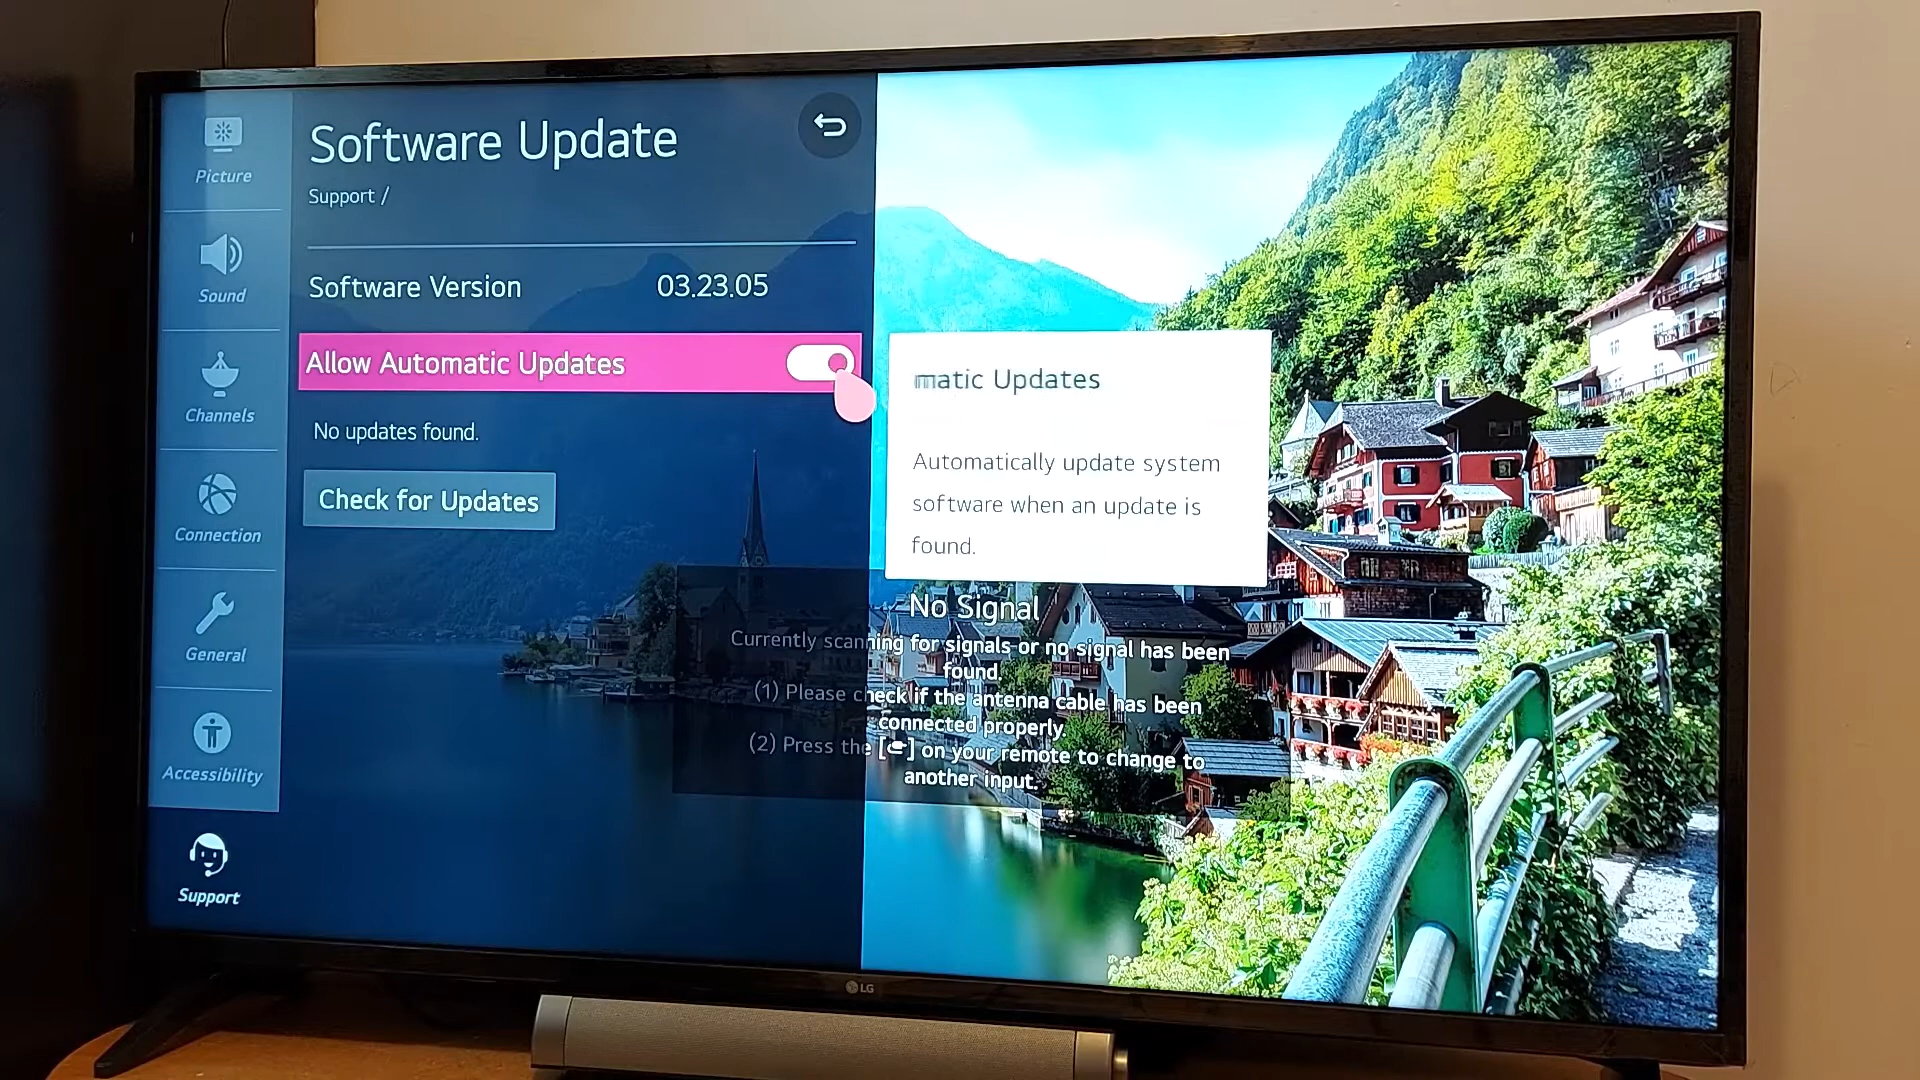 Picture
Sound
Channels
Connection
General
Accessibility
Support
Software Update
Support /
Software Version 03.23.05
Allow Automatic Updates
No updates found.
Check for Updates
matic Updates
Automatically update system
software when an update is
found.
No Signal
Currently scanning for signals or no signal has been
found.
(1) Please check if the antenna cable has been
connected properly.
(2) Press the [ ] on your remote to change to
another input.
LG